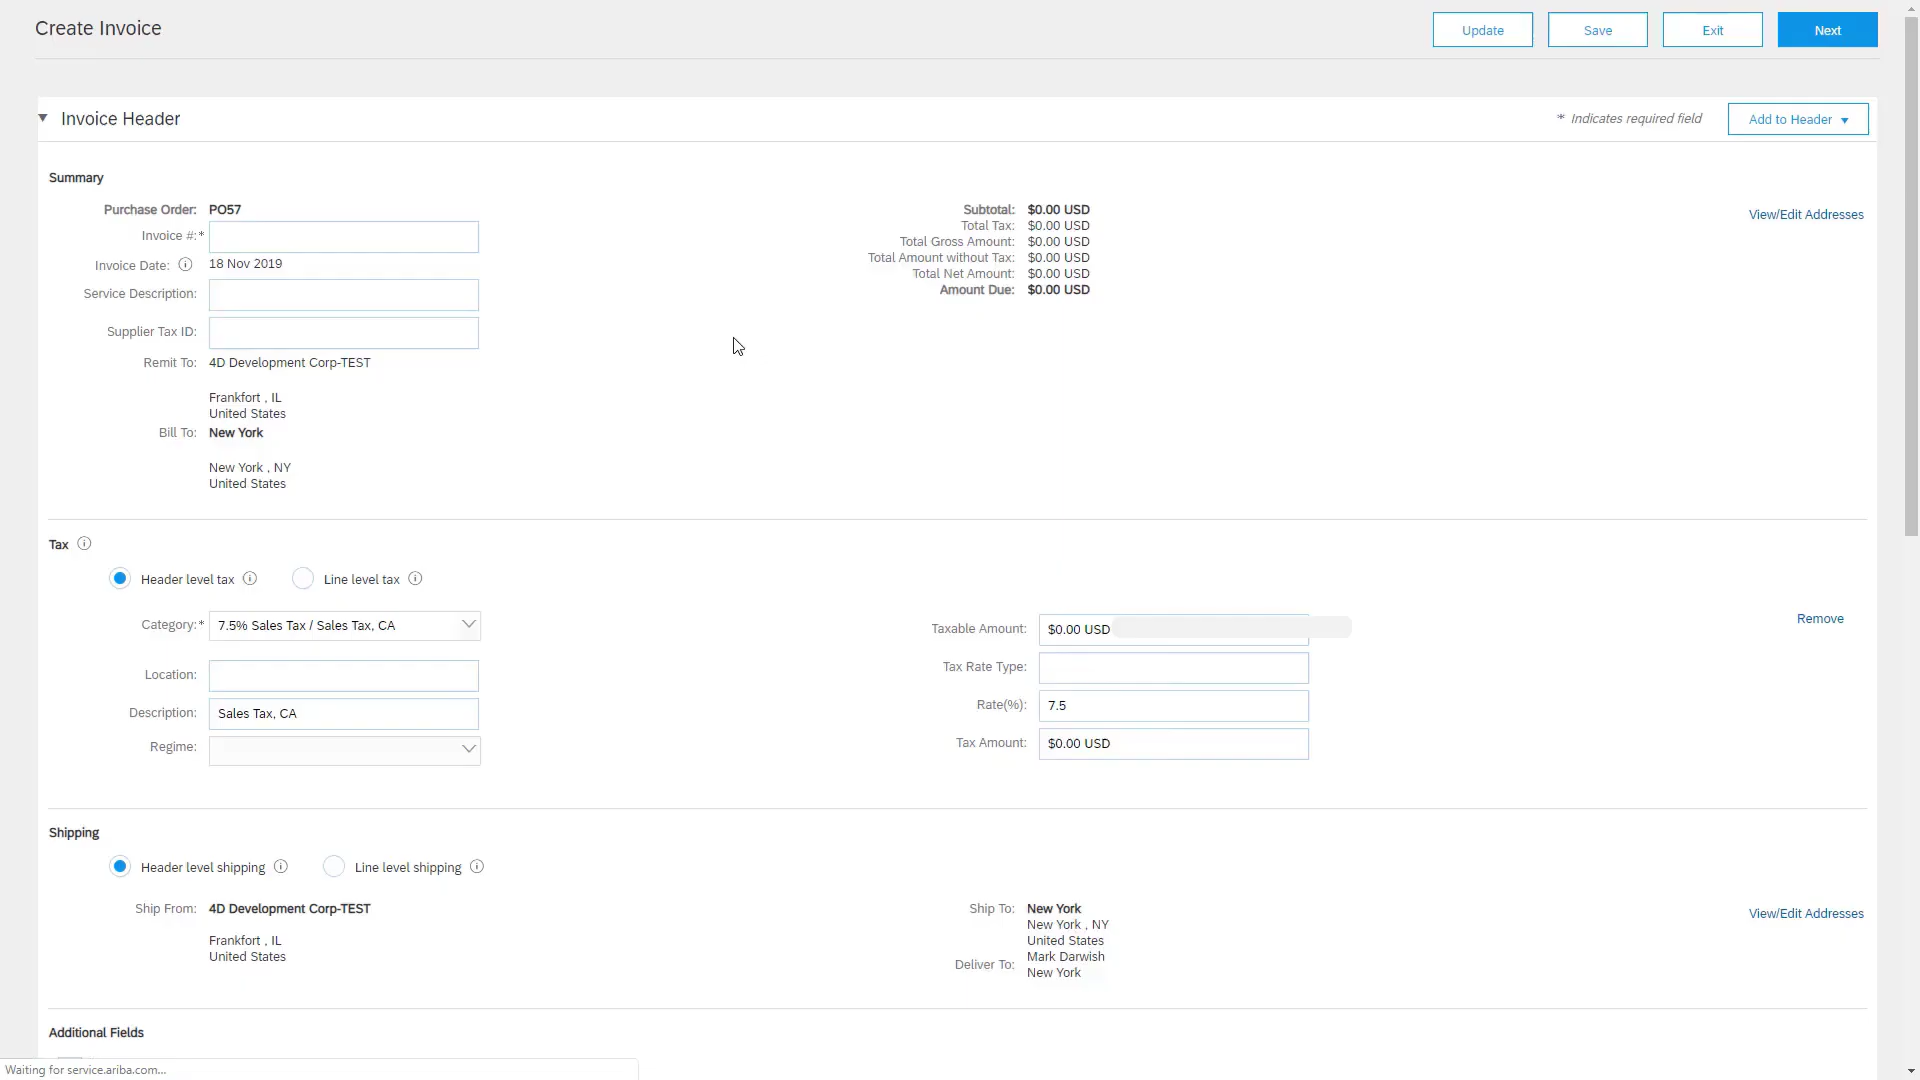 Create Invoice
Update
Save
Exit
Next
▼ Invoice Header
* Indicates required field
Add to Header ▼
Summary
Purchase Order: PO57
Invoice #:*
Invoice Date: 18 Nov 2019
Service Description:
Supplier Tax ID:
Remit To: 4D Development Corp-TEST
Frankfort , IL
United States
Bill To: New York
New York , NY
United States
Subtotal: $0.00 USD
Total Tax: $0.00 USD
Total Gross Amount: $0.00 USD
Total Amount without Tax: $0.00 USD
Total Net Amount: $0.00 USD
Amount Due: $0.00 USD
View/Edit Addresses
Tax
Header level tax
Line level tax
Category:* 7.5% Sales Tax / Sales Tax, CA
Location:
Description: Sales Tax, CA
Regime:
Taxable Amount: $0.00 USD
Tax Rate Type:
Rate(%): 7.5
Tax Amount: $0.00 USD
Remove
Shipping
Header level shipping
Line level shipping
Ship From: 4D Development Corp-TEST
Frankfort , IL
United States
Ship To: New York
New York , NY
United States
Deliver To: Mark Darwish
New York
View/Edit Addresses
Additional Fields
Waiting for service.ariba.com...